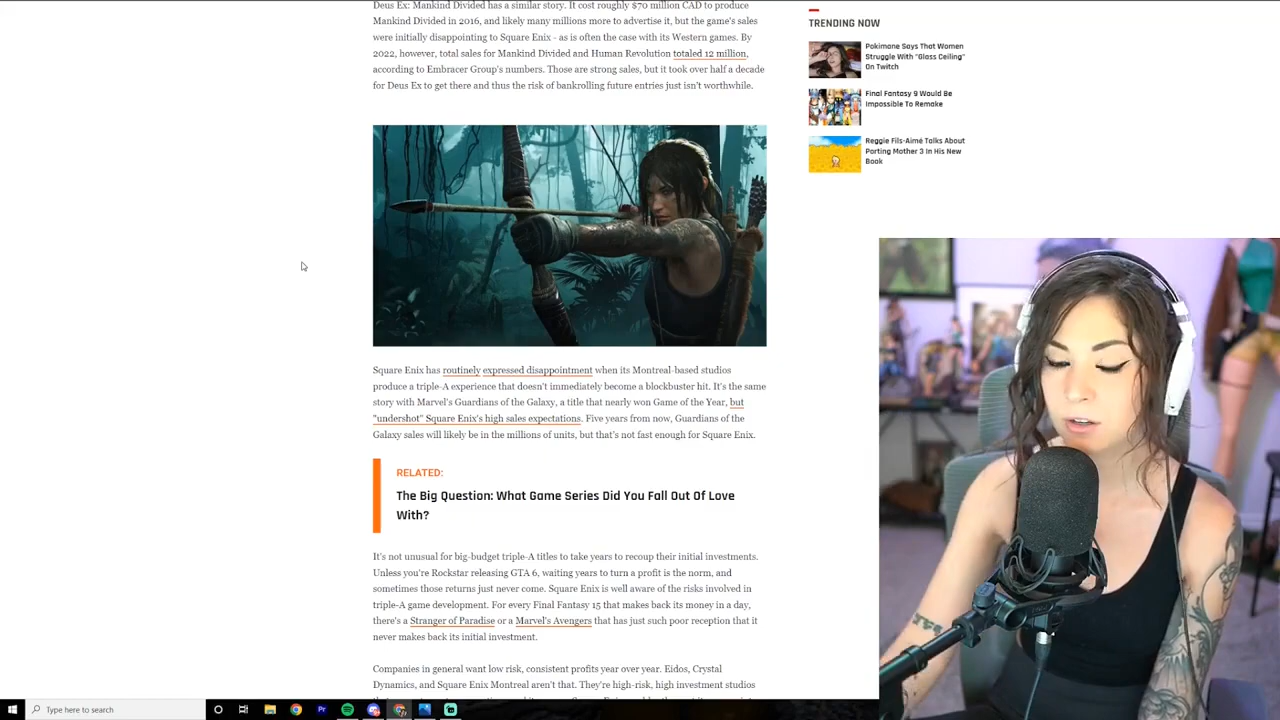 Deus Ex: Mankind Divided has a similar story. It cost roughly $70 million CAD to produce
Mankind Divided in 2016, and likely many millions more to advertise it, but the game's sales
were initially disappointing to Square Enix - as is often the case with its Western games. By
2022, however, total sales for Mankind Divided and Human Revolution totaled 12 million,
according to Embracer Group's numbers. Those are strong sales, but it took over half a decade
for Deus Ex to get there and thus the risk of bankrolling future entries just isn't worthwhile.
TRENDING NOW
Pokimane Says That Women
Struggle With "Glass Ceiling"
On Twitch
Final Fantasy 9 Would Be
Impossible To Remake
Reggie Fils-Aimé Talks About
Porting Mother 3 In His New
Book
Square Enix has routinely expressed disappointment when its Montreal-based studios
produce a triple-A experience that doesn't immediately become a blockbuster hit. It's the same
story with Marvel's Guardians of the Galaxy, a title that nearly won Game of the Year, but
"undershot" Square Enix's high sales expectations. Five years from now, Guardians of the
Galaxy sales will likely be in the millions of units, but that's not fast enough for Square Enix.
RELATED:
The Big Question: What Game Series Did You Fall Out Of Love
With?
It's not unusual for big-budget triple-A titles to take years to recoup their initial investments.
Unless you're Rockstar releasing GTA 6, waiting years to turn a profit is the norm, and
sometimes those returns just never come. Square Enix is well aware of the risks involved in
triple-A game development. For every Final Fantasy 15 that makes back its money in a day,
there's a Stranger of Paradise or a Marvel's Avengers that has just such poor reception that it
never makes back its initial investment.
Companies in general want low risk, consistent profits year over year. Eidos, Crystal
Dynamics, and Square Enix Montreal aren't that. They're high-risk, high investment studios
Type here to search